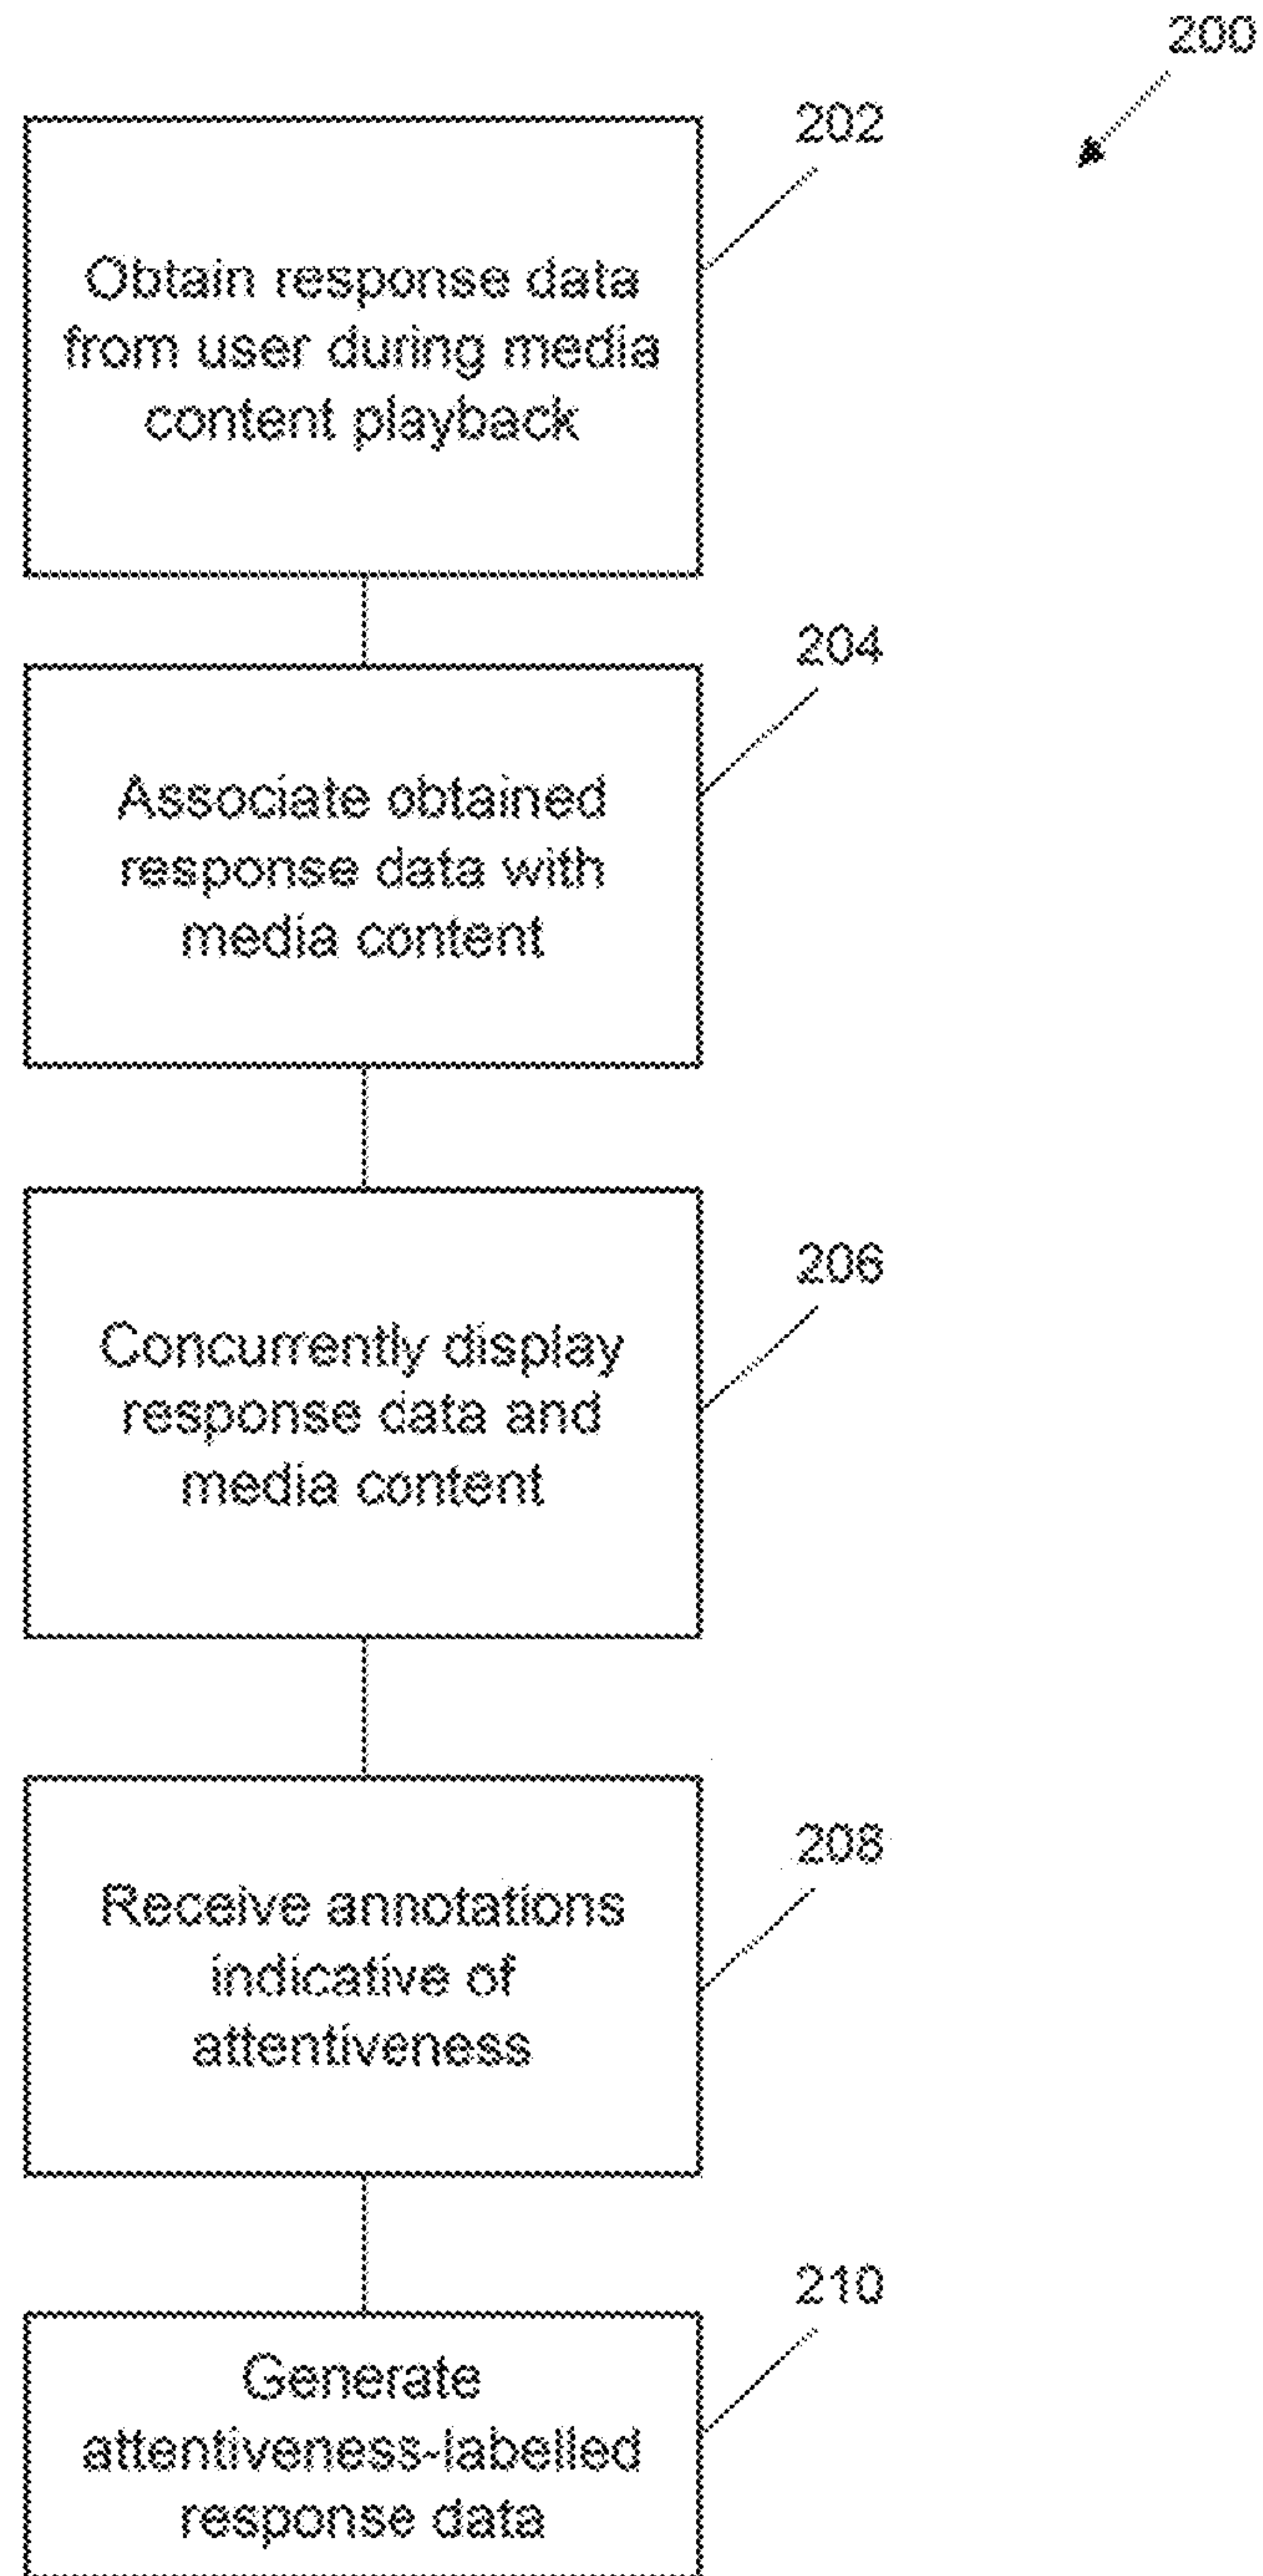 200
202
Obtain response data
from user during media
content playback
204
Associate obtained
response data with
media content
206
Concurrently display
response data and
media content
208
Receive annotations
indicative of
attentiveness
210
Generate
attentiveness-labelled
response data